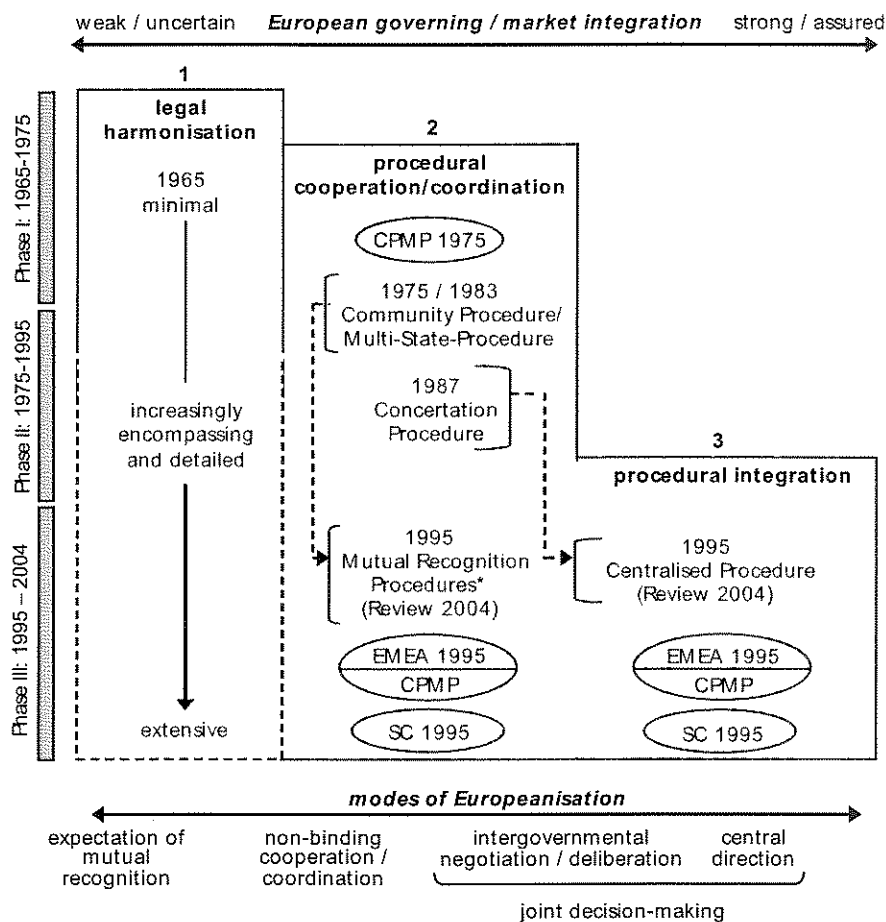 weak / uncertain European governing / market integration strong / assured
1
legal
harmonisation
1965
minimal
increasingly
encompassing
and detailed
extensive
2
procedural
cooperation/coordination
CPMP 1975
1975 / 1983
Community Procedure/
Multi-State-Procedure
1987
Concertation
Procedure
1995
Mutual Recognition
Procedures*
(Review 2004)
EMEA 1995
CPMP
SC 1995
3
procedural integration
1995
Centralised Procedure
(Review 2004)
EMEA 1995
CPMP
SC 1995
Phase I: 1965-1975
Phase II: 1975-1995
Phase III: 1995 – 2004
modes of Europeanisation
expectation of
mutual
recognition
non-binding
cooperation /
coordination
intergovernmental
negotiation / deliberation
central
direction
joint decision-making